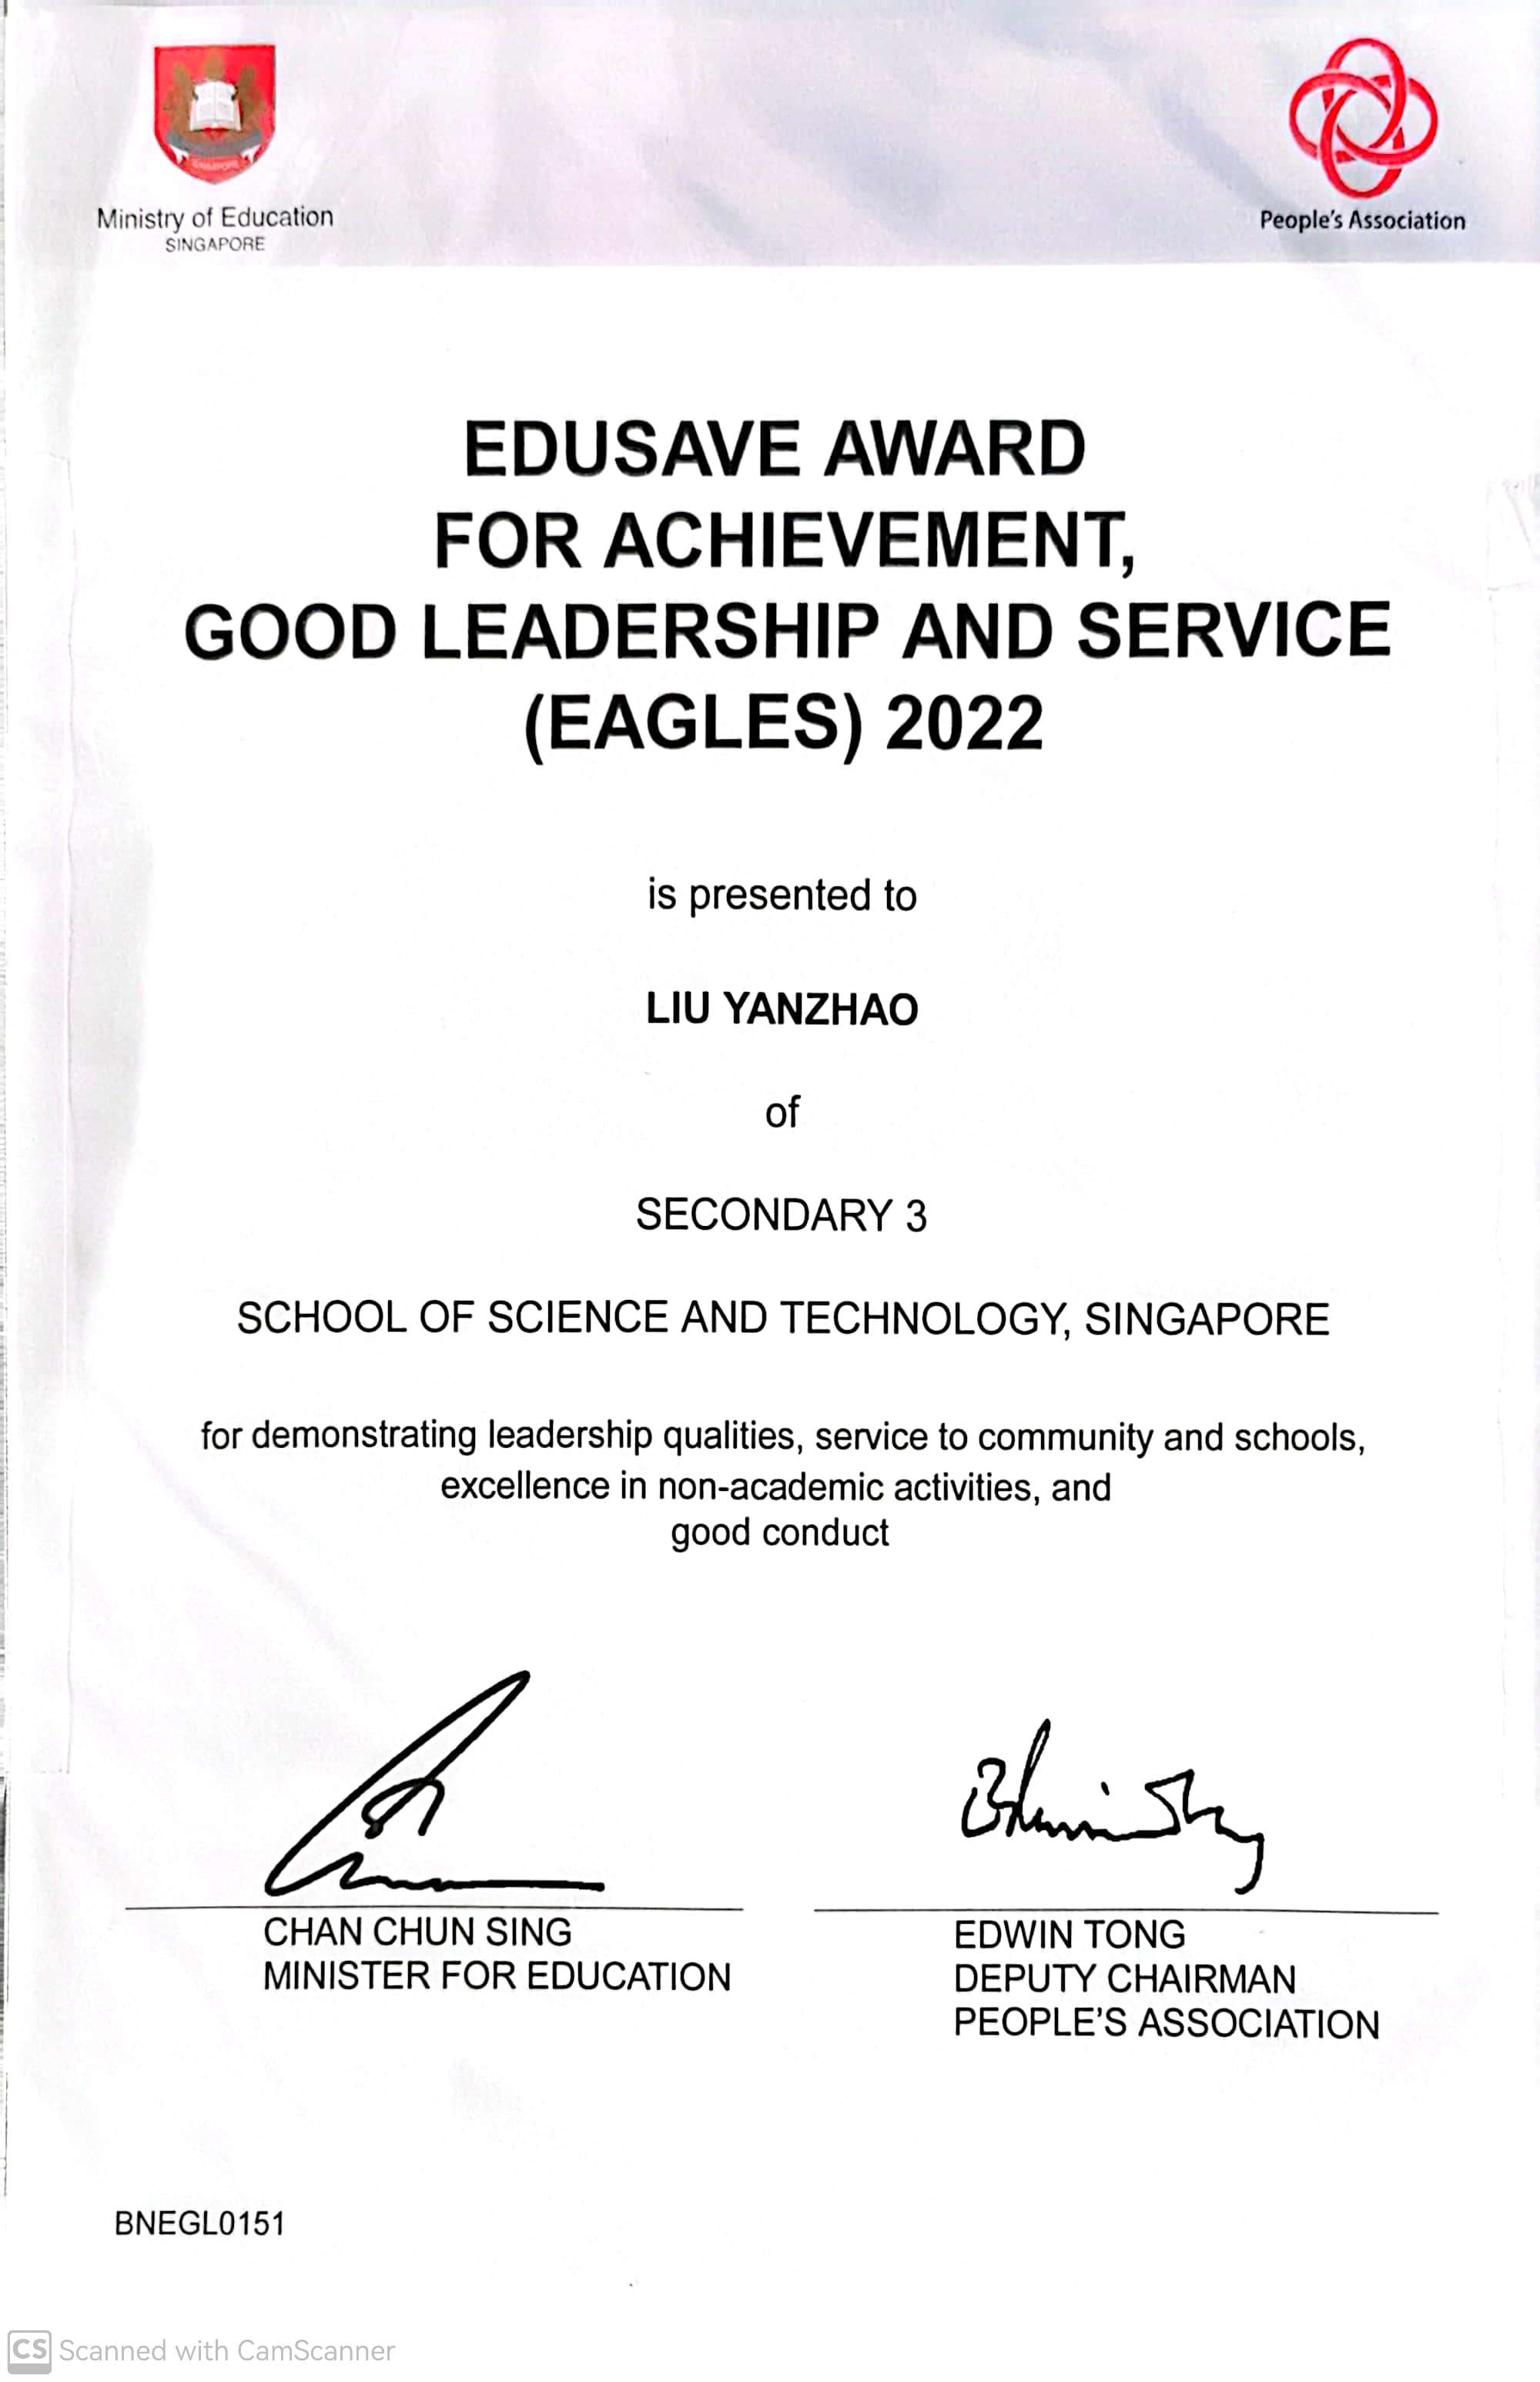 Ministry of Education
SINGAPORE
People's Association
EDUSAVE AWARD
FOR ACHIEVEMENT,
GOOD LEADERSHIP AND SERVICE
(EAGLES) 2022
is presented to
LIU YANZHAO
of
SECONDARY 3
SCHOOL OF SCIENCE AND TECHNOLOGY, SINGAPORE
for demonstrating leadership qualities, service to community and schools,
excellence in non-academic activities, and
good conduct
CHAN CHUN SING
MINISTER FOR EDUCATION
EDWIN TONG
DEPUTY CHAIRMAN
PEOPLE'S ASSOCIATION
BNEGL0151
CS Scanned with CamScanner